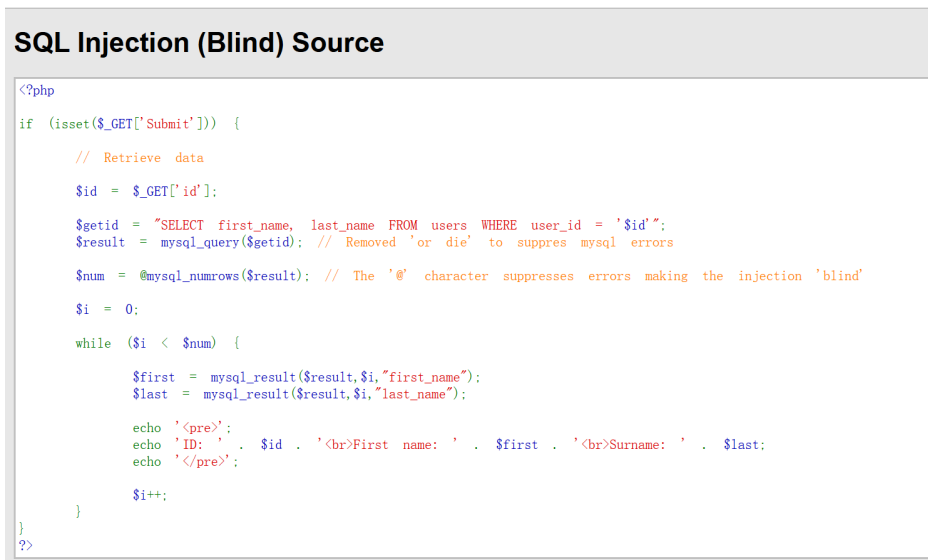 SQL Injection (Blind) Source
<?php
if (isset($_GET['Submit'])) {
// Retrieve data
$id = $_GET['id'];
$getid = "SELECT first_name, last_name FROM users WHERE user_id = '$id'";
$result = mysql_query($getid); // Removed 'or die' to suppres mysql errors
$num = @mysql_numrows($result); // The '@' character suppresses errors making the injection 'blind'
$i = 0;
while ($i < $num) {
$first = mysql_result($result,$i,"first_name");
$last = mysql_result($result,$i,"last_name");
echo '<pre>';
echo 'ID: ' . $id . '<br>First name: ' . $first . '<br>Surname: ' . $last;
echo '</pre>';
$i++;
}
}
?>